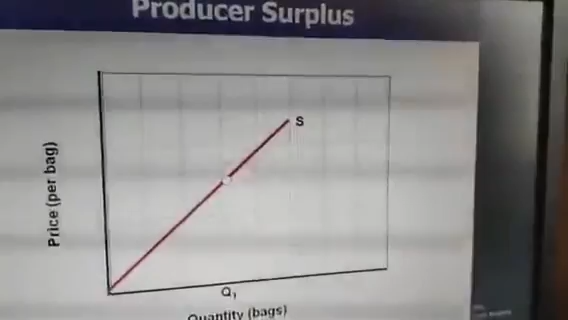 Producer Surplus
S
Price (per bag)
Q1
Quantity (bags)